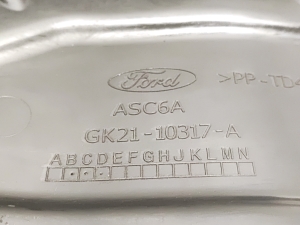 Ford
>PP-TD
ASC6A
GK21-10317-A
ABCDEFGHJKLMN